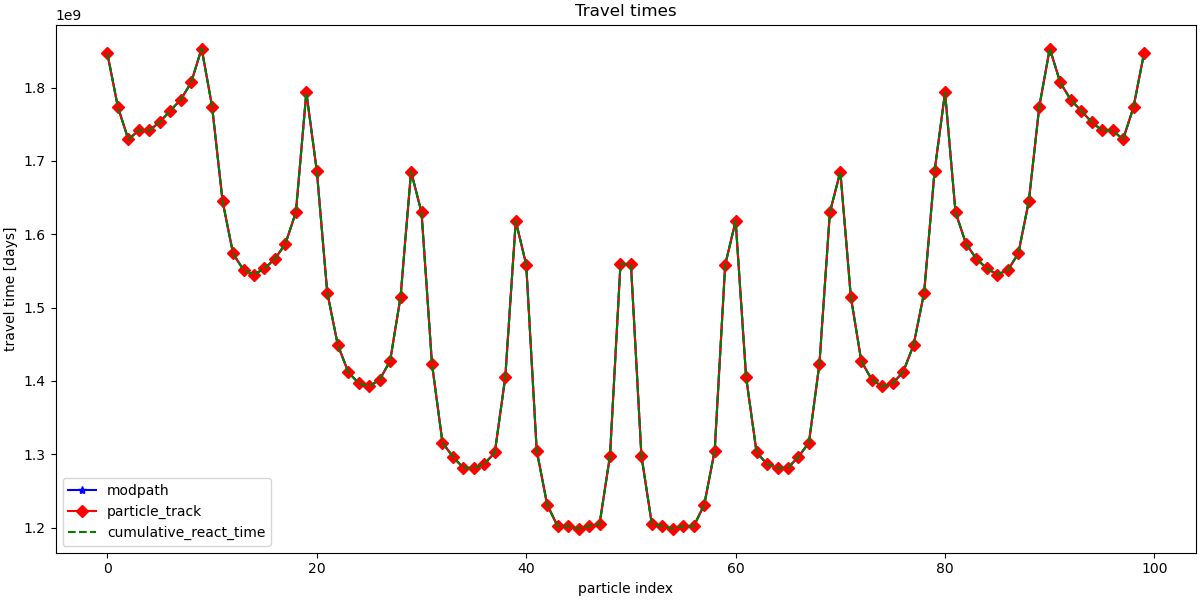 Travel times
1e9
1.8
1.7
1.6
1.5
1.4
1.3
1.2
travel time [days]
modpath
particle_track
cumulative_react_time
0 20 40 60 80 100
particle index